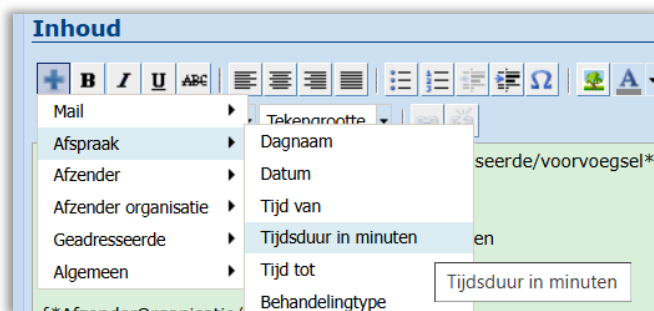 Inhoud
B I U ABC Ω A
Mail
Tekengrootte
Afspraak
Dagnaam
seerde/voorvoegsel*
Afzender
Datum
Afzender organisatie
Tijd van
Geadresseerde
Tijdsduur in minuten
en
Algemeen
Tijd tot
Tijdsduur in minuten
Behandelingtype